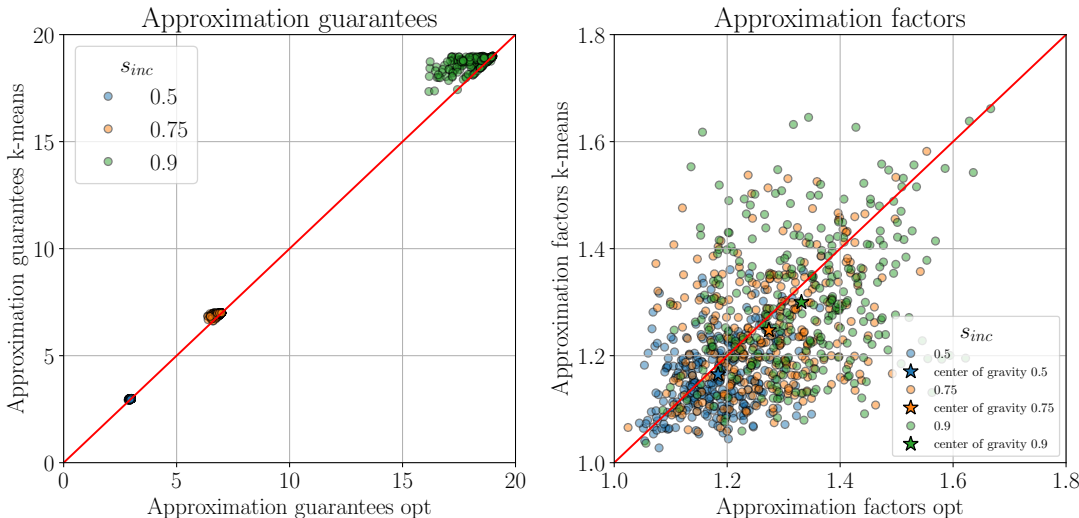 Approximation guarantees
Approximation guarantees k-means
20
15
10
5
0
s_inc
0.5
0.75
0.9
0
5
10
15
20
Approximation guarantees opt
Approximation factors
Approximation factors k-means
1.8
1.6
1.4
1.2
1.0
s_inc
0.5
center of gravity 0.5
0.75
center of gravity 0.75
0.9
center of gravity 0.9
1.0
1.2
1.4
1.6
1.8
Approximation factors opt